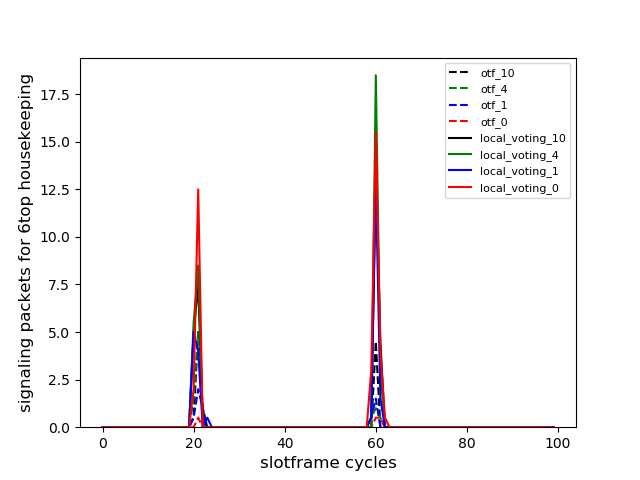 signaling packets for 6top housekeeping
17.5
15.0
12.5
10.0
7.5
5.0
2.5
0.0
0
20
40
60
80
100
slotframe cycles
otf_10
otf_4
otf_1
otf_0
local_voting_10
local_voting_4
local_voting_1
local_voting_0